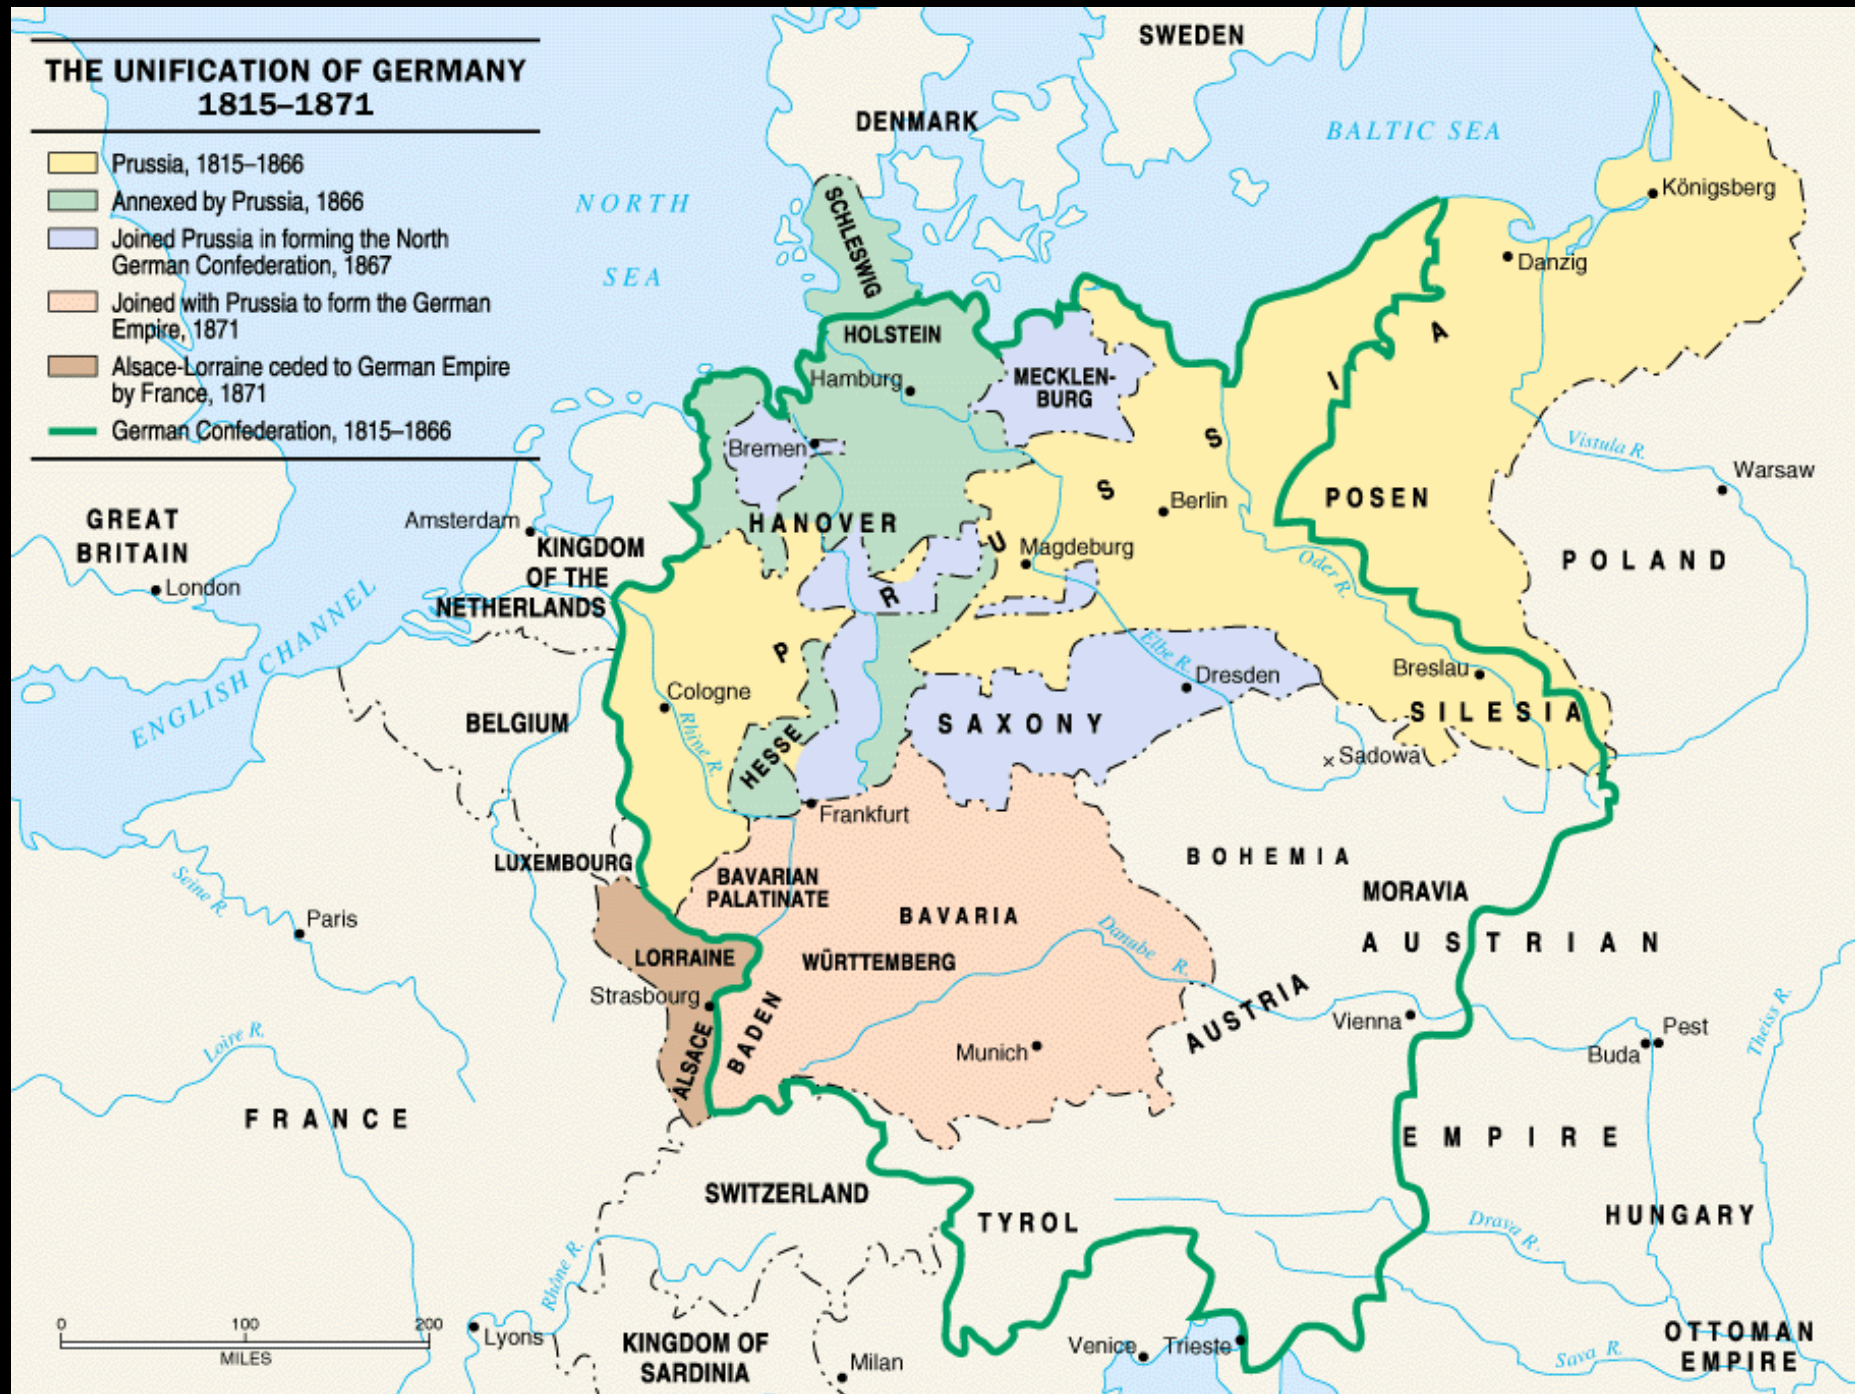 THE UNIFICATION OF GERMANY
1815–1871
Prussia, 1815–1866
Annexed by Prussia, 1866
Joined Prussia in forming the North
German Confederation, 1867
Joined with Prussia to form the German
Empire, 1871
Alsace-Lorraine ceded to German Empire
by France, 1871
German Confederation, 1815–1866
SWEDEN
DENMARK
BALTIC SEA
NORTH
SEA
Königsberg
Danzig
SCHLESWIG
HOLSTEIN
Hamburg
MECKLEN-
BURG
Bremen
HANOVER
Berlin
Magdeburg
PRUSSIA
POSEN
Vistula R.
Warsaw
POLAND
Oder R.
GREAT
BRITAIN
London
Amsterdam
KINGDOM
OF THE
NETHERLANDS
ENGLISH CHANNEL
BELGIUM
Cologne
Rhine R.
HESSE
Frankfurt
Elbe R.
Dresden
SAXONY
Breslau
SILESIA
Sadowa
LUXEMBOURG
BAVARIAN
PALATINATE
BAVARIA
BOHEMIA
MORAVIA
AUSTRIAN
EMPIRE
Seine R.
Paris
LORRAINE
Strasbourg
ALSACE
BADEN
WÜRTTEMBERG
Danube R.
Munich
AUSTRIA
Vienna
Buda
Pest
Theiss R.
Loire R.
FRANCE
SWITZERLAND
TYROL
HUNGARY
Drava R.
Rhône R.
Lyons
KINGDOM OF
SARDINIA
Milan
Venice
Trieste
Sava R.
OTTOMAN
EMPIRE
0 100 200
MILES